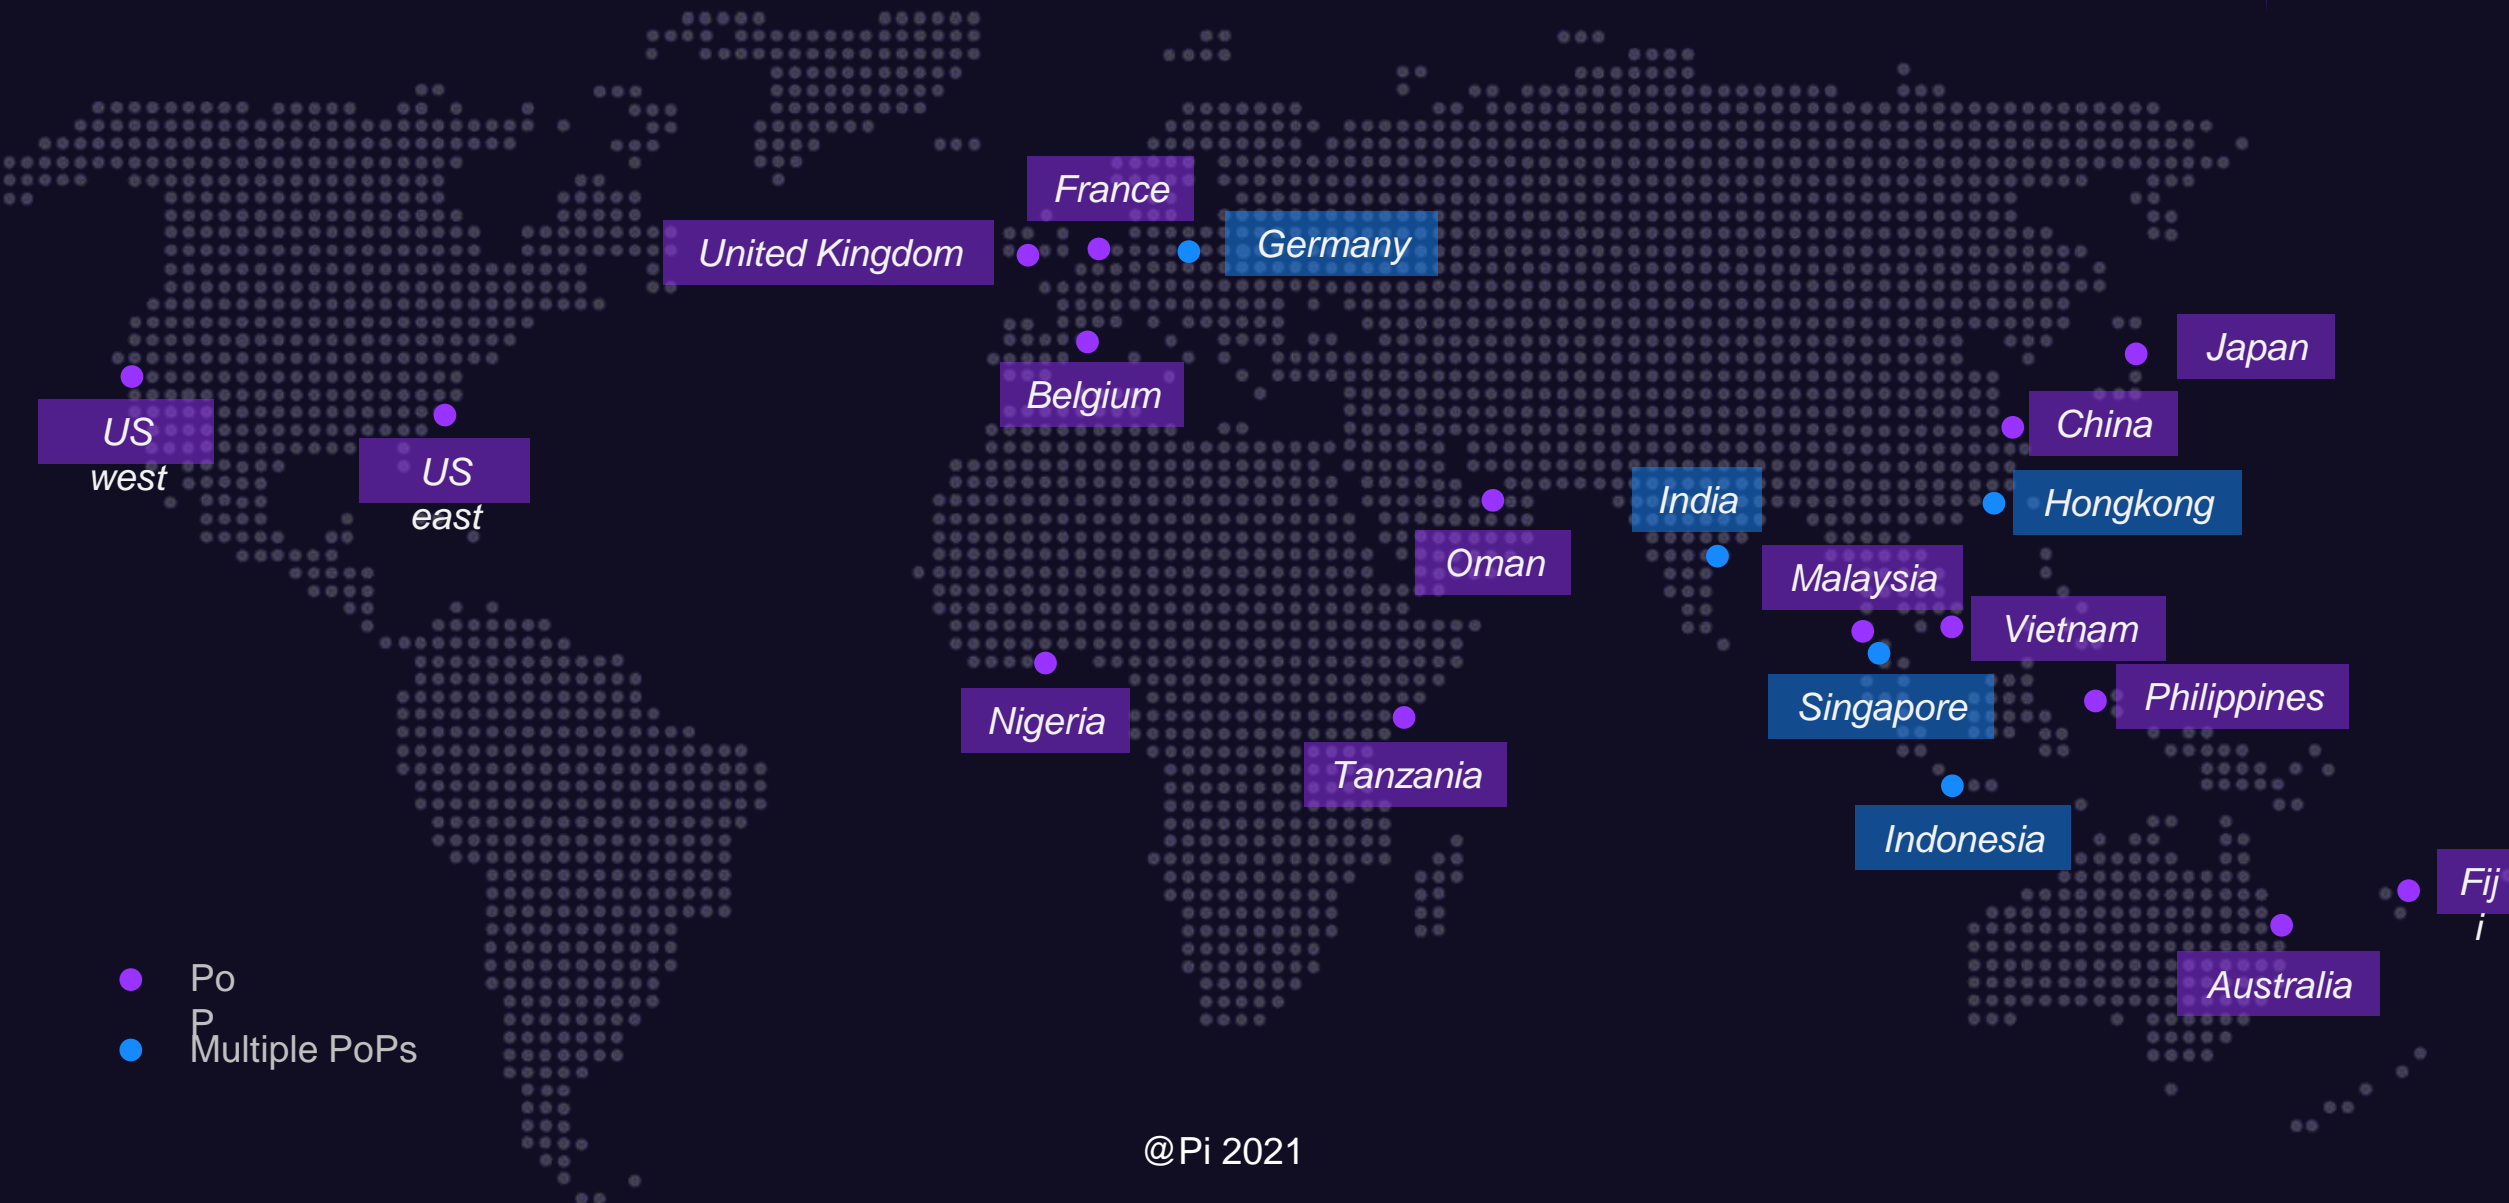 France
United Kingdom
Germany
Japan
Belgium
China
US
west
US
east
India
Hongkong
Oman
Malaysia
Vietnam
Philippines
Singapore
Nigeria
Tanzania
Indonesia
Fij
i
Australia
Po
P
Multiple PoPs
@Pi 2021